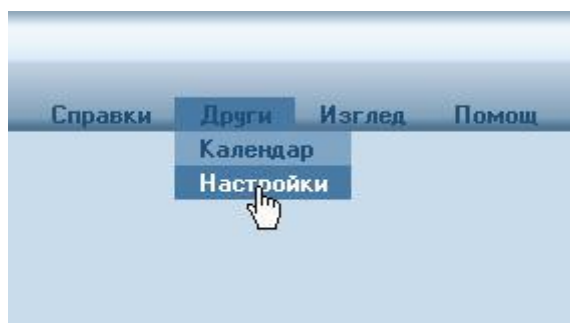 Справки Други Изглед Помощ
Календар
Настройки